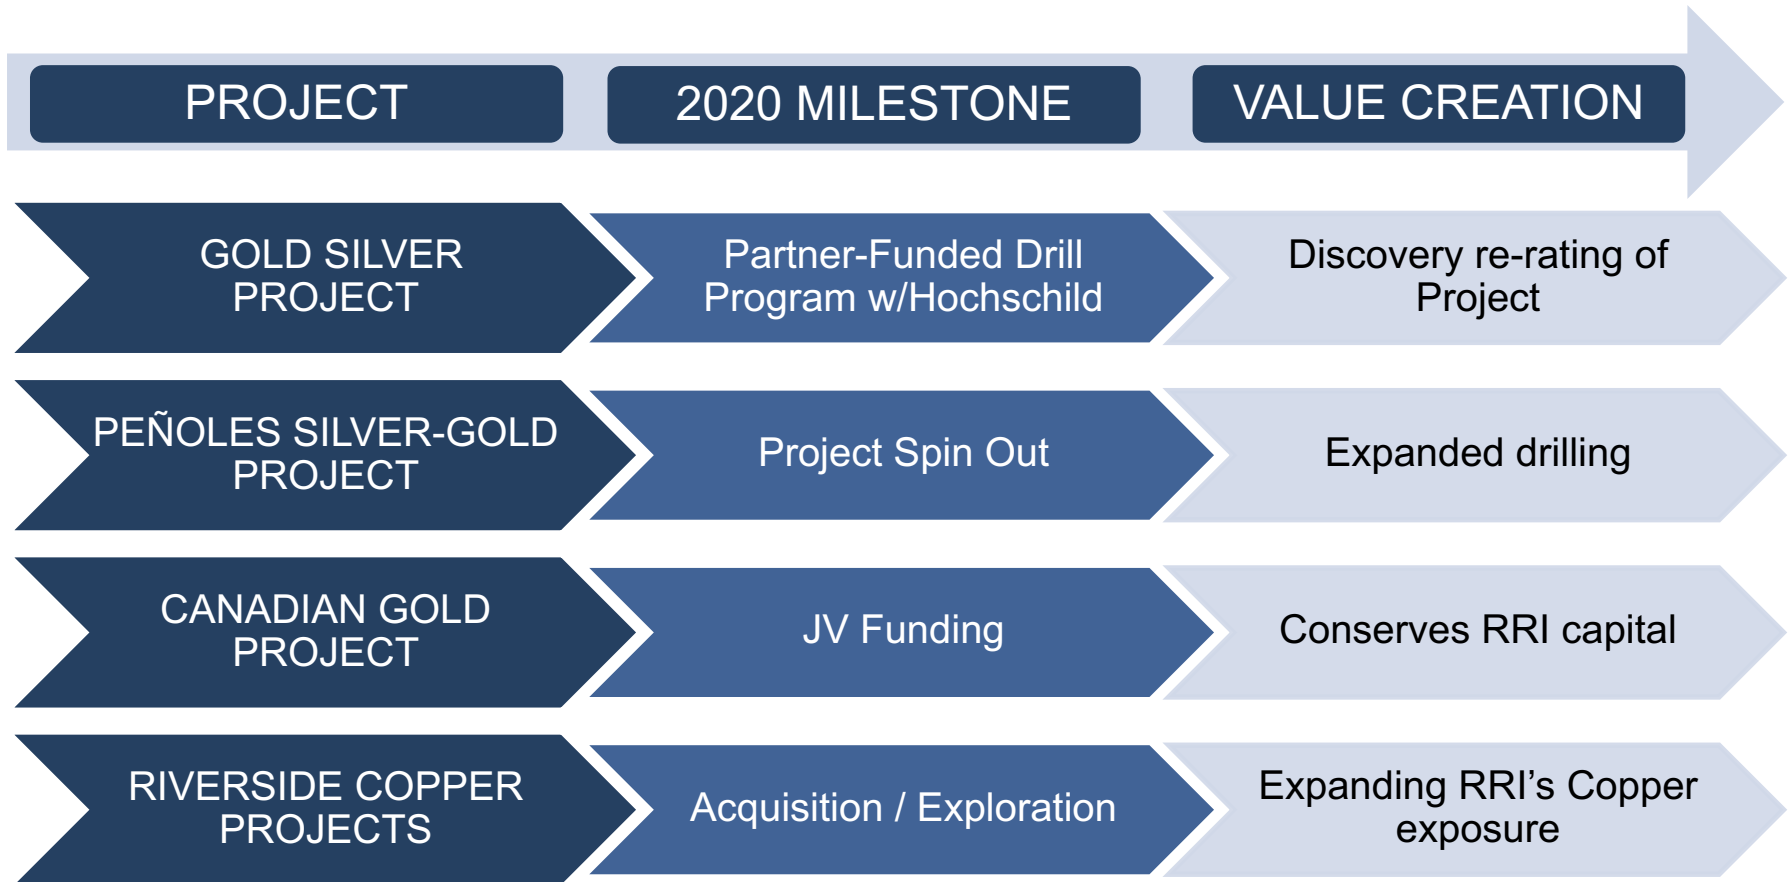 PROJECT
2020 MILESTONE
VALUE CREATION
GOLD SILVER
PROJECT
Partner-Funded Drill
Program w/Hochschild
Discovery re-rating of
Project
PEÑOLES SILVER-GOLD
PROJECT
Project Spin Out
Expanded drilling
CANADIAN GOLD
PROJECT
JV Funding
Conserves RRI capital
RIVERSIDE COPPER
PROJECTS
Acquisition / Exploration
Expanding RRI’s Copper
exposure